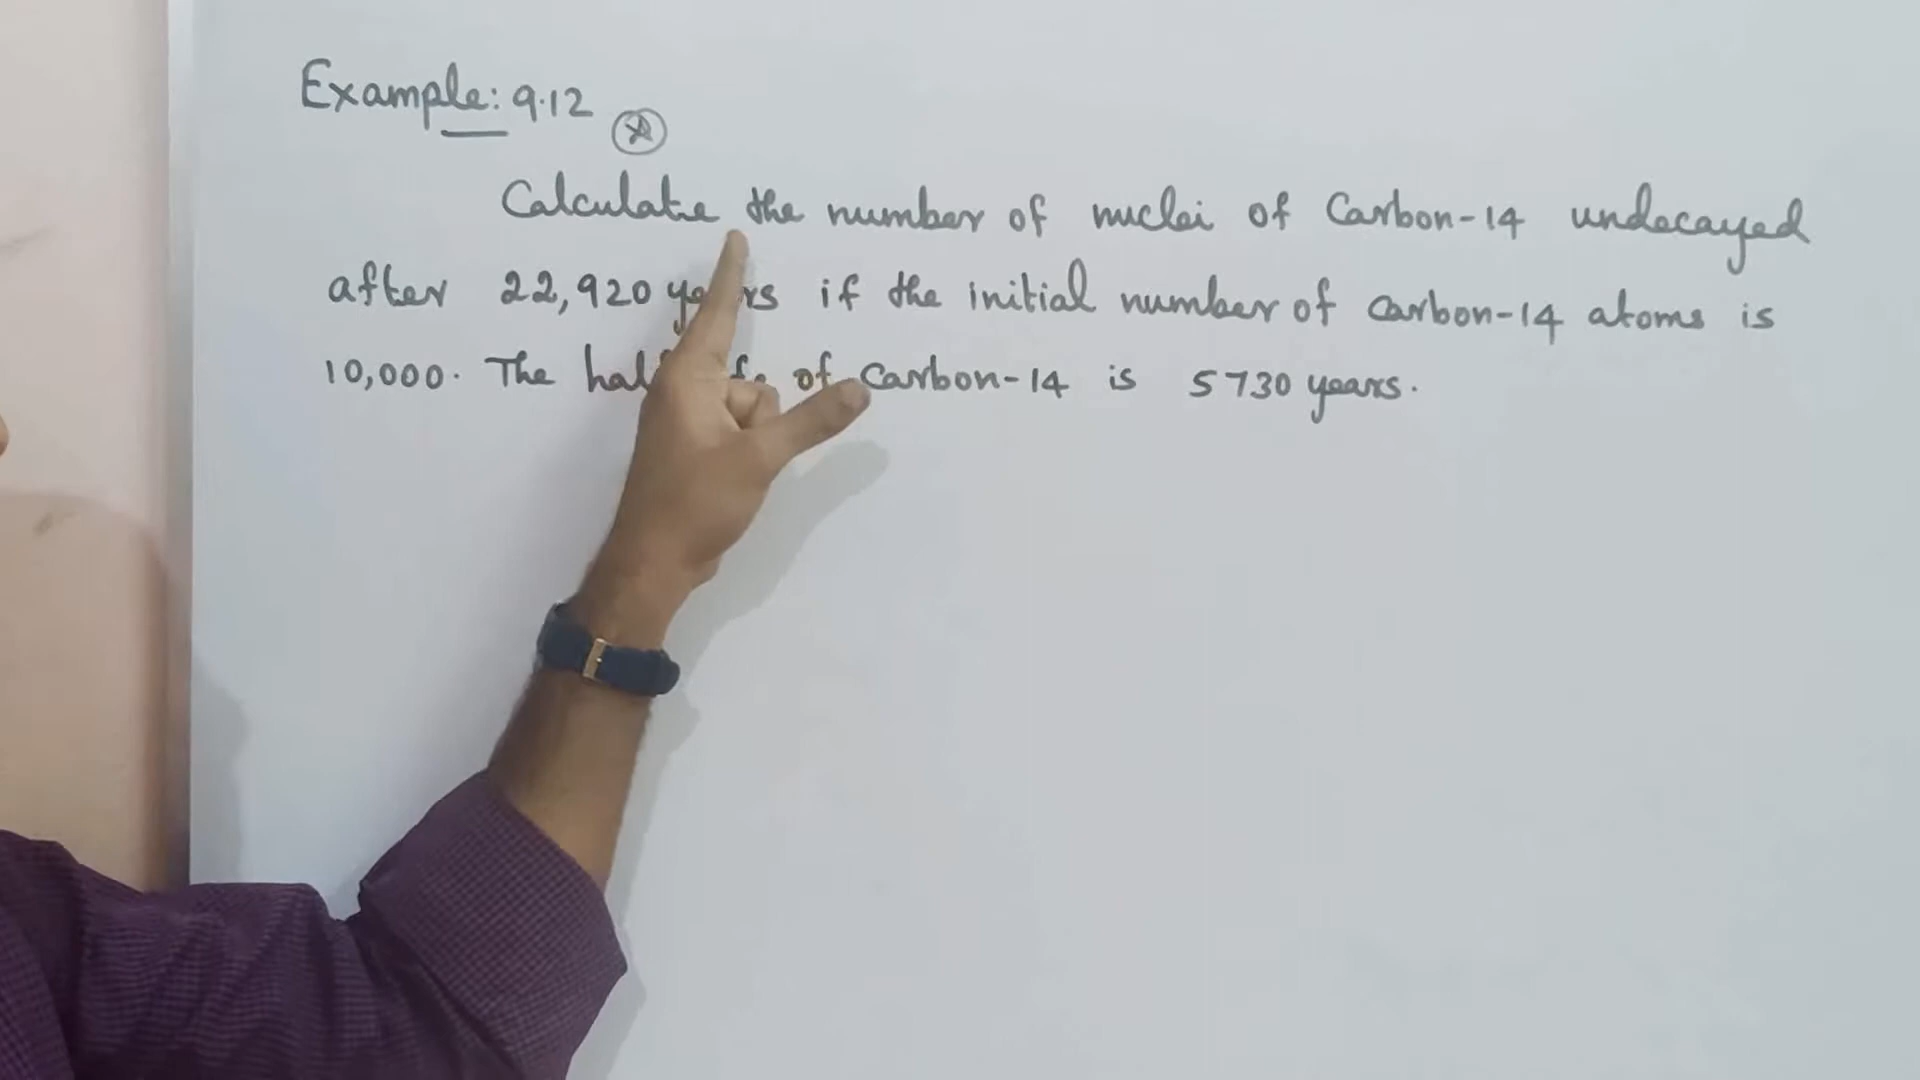 Example: 9.12
Calculate the number of nuclei of Carbon-14 undecayed
after 22,920 years if the initial number of carbon-14 atoms is
10,000. The half of Carbon-14 is 5730 years.